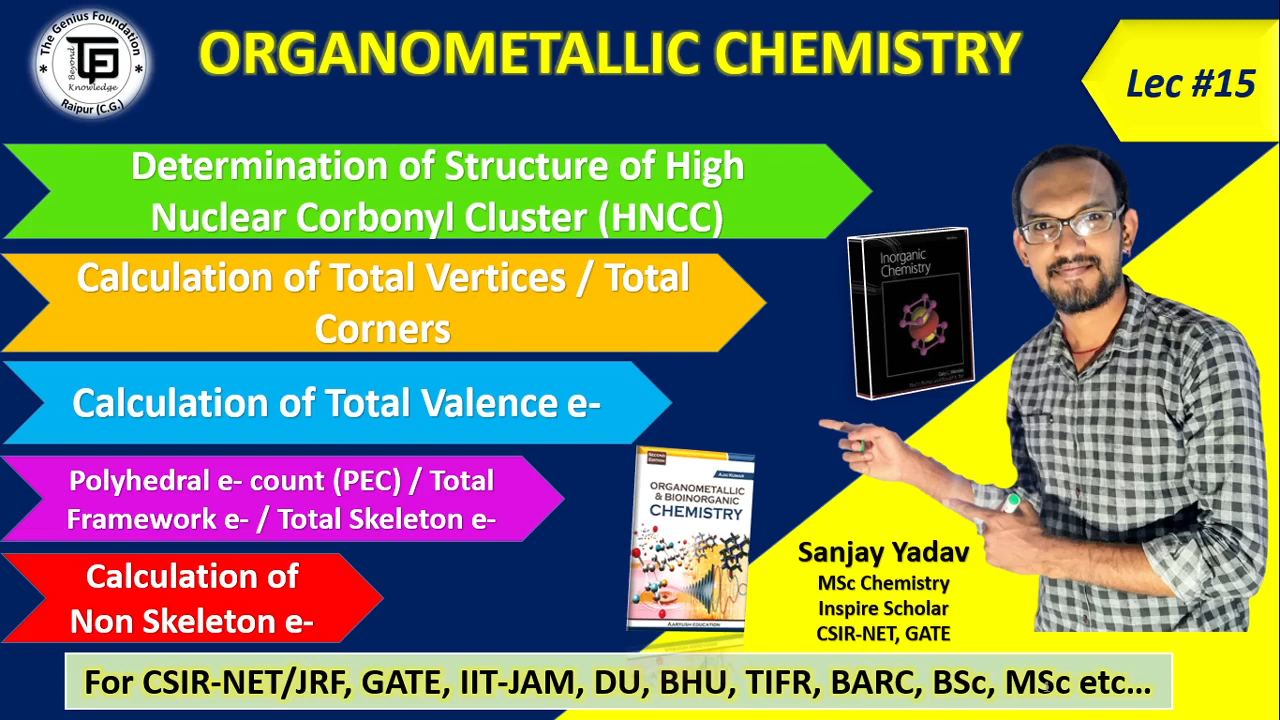 The Genius Foundation
Beyond
Knowledge
Raipur (C.G.)
ORGANOMETALLIC CHEMISTRY
Lec #15
Determination of Structure of High
Nuclear Corbonyl Cluster (HNCC)
Calculation of Total Vertices / Total
Corners
Calculation of Total Valence e-
Polyhedral e- count (PEC) / Total
Framework e- / Total Skeleton e-
Calculation of
Non Skeleton e-
Inorganic
Chemistry
SECOND
EDITION
AJAI KUMAR
ORGANOMETALLIC
& BIOINORGANIC
CHEMISTRY
AARYUSH EDUCATION
Sanjay Yadav
MSc Chemistry
Inspire Scholar
CSIR-NET, GATE
For CSIR-NET/JRF, GATE, IIT-JAM, DU, BHU, TIFR, BARC, BSc, MSc etc...